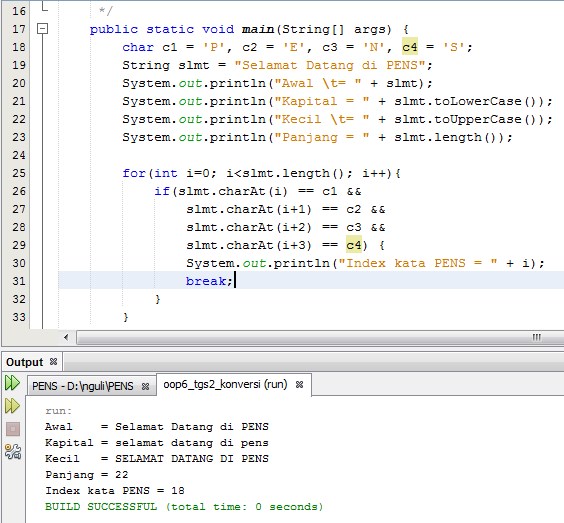 16 */
17 public static void main(String[] args) {
18 char c1 = 'P', c2 = 'E', c3 = 'N', c4 = 'S';
19 String slmt = "Selamat Datang di PENS";
20 System.out.println("Awal \t= " + slmt);
21 System.out.println("Kapital = " + slmt.toLowerCase());
22 System.out.println("Kecil \t= " + slmt.toUpperCase());
23 System.out.println("Panjang = " + slmt.length());
24
25 for(int i=0; i<slmt.length(); i++){
26 if(slmt.charAt(i) == c1 &&
27 slmt.charAt(i+1) == c2 &&
28 slmt.charAt(i+2) == c3 &&
29 slmt.charAt(i+3) == c4) {
30 System.out.println("Index kata PENS = " + i);
31 break;
32 }
33 }
Output
PENS - D:\nguli\PENS oop6_tgs2_konversi (run)
run:
Awal = Selamat Datang di PENS
Kapital = selamat datang di pens
Kecil = SELAMAT DATANG DI PENS
Panjang = 22
Index kata PENS = 18
BUILD SUCCESSFUL (total time: 0 seconds)